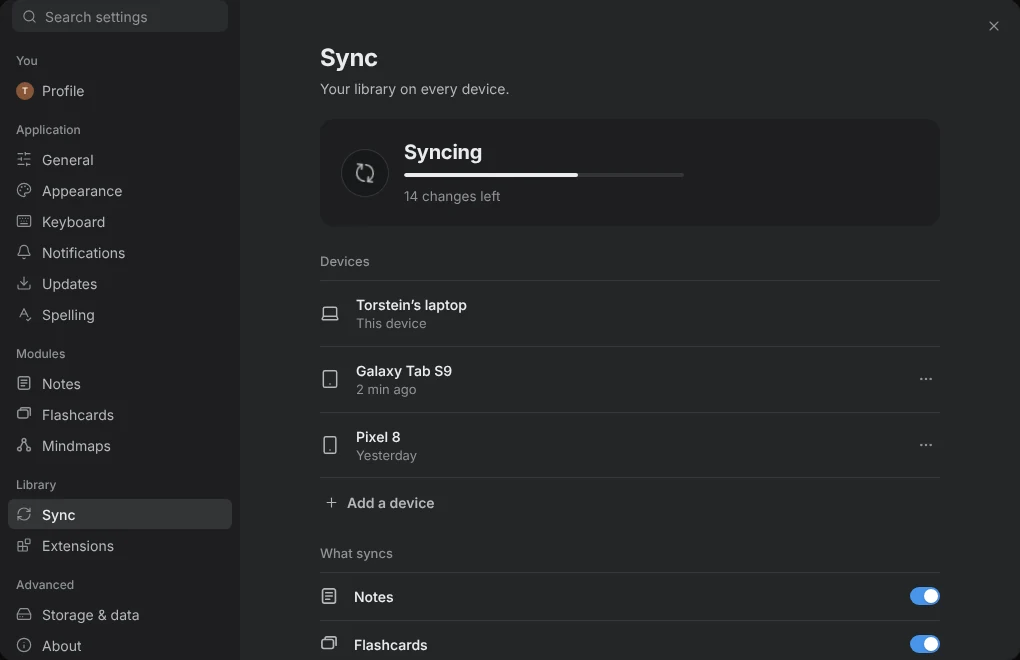 Search settings
You
T
Profile
Application
General
Appearance
Keyboard
Notifications
Updates
Spelling
Modules
Notes
Flashcards
Mindmaps
Library
Sync
Extensions
Advanced
Storage & data
About
Sync
Your library on every device.
Syncing
14 changes left
Devices
Torstein’s laptop
This device
Galaxy Tab S9
2 min ago
Pixel 8
Yesterday
Add a device
What syncs
Notes
Flashcards